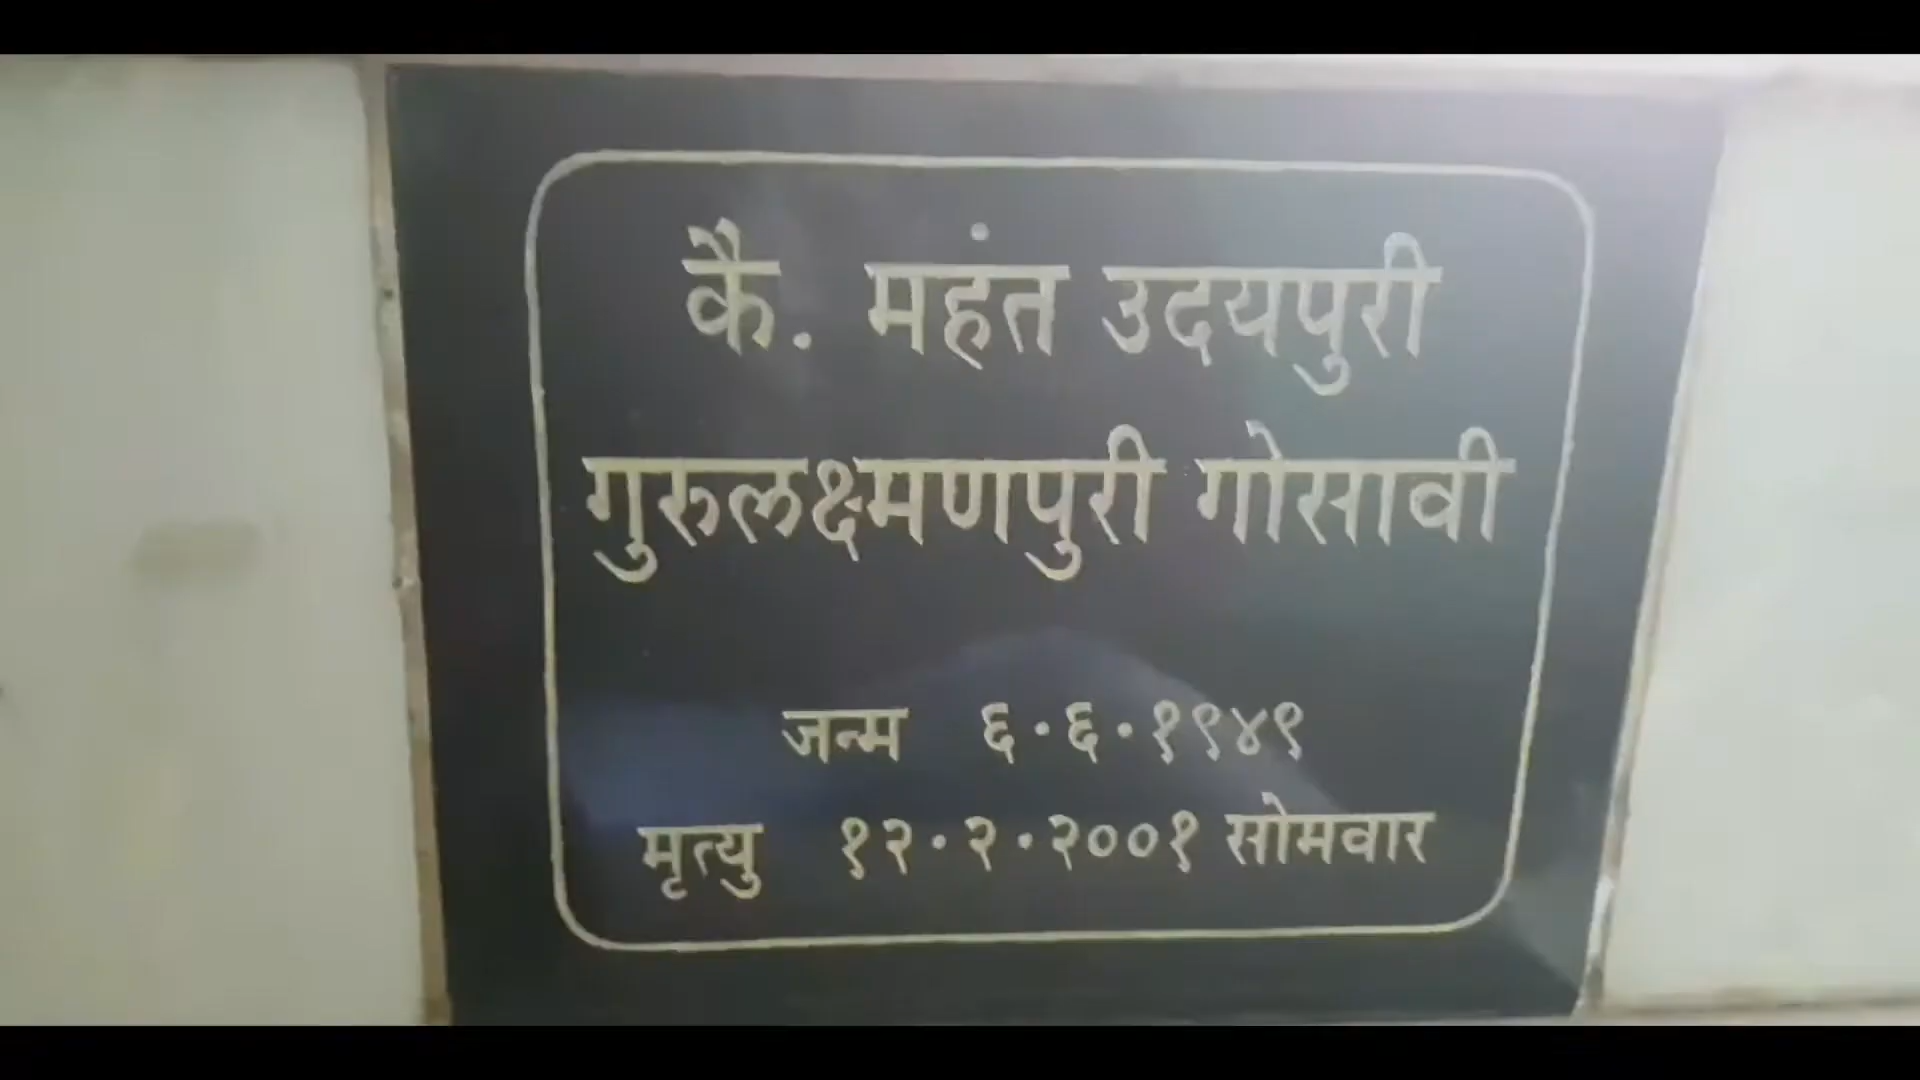 कै. महंत उदयपुरी
गुरुलक्ष्मणपुरी गोसावी
जन्म ६.६.१९४९
मृत्यु १२.२.२००१ सोमवार